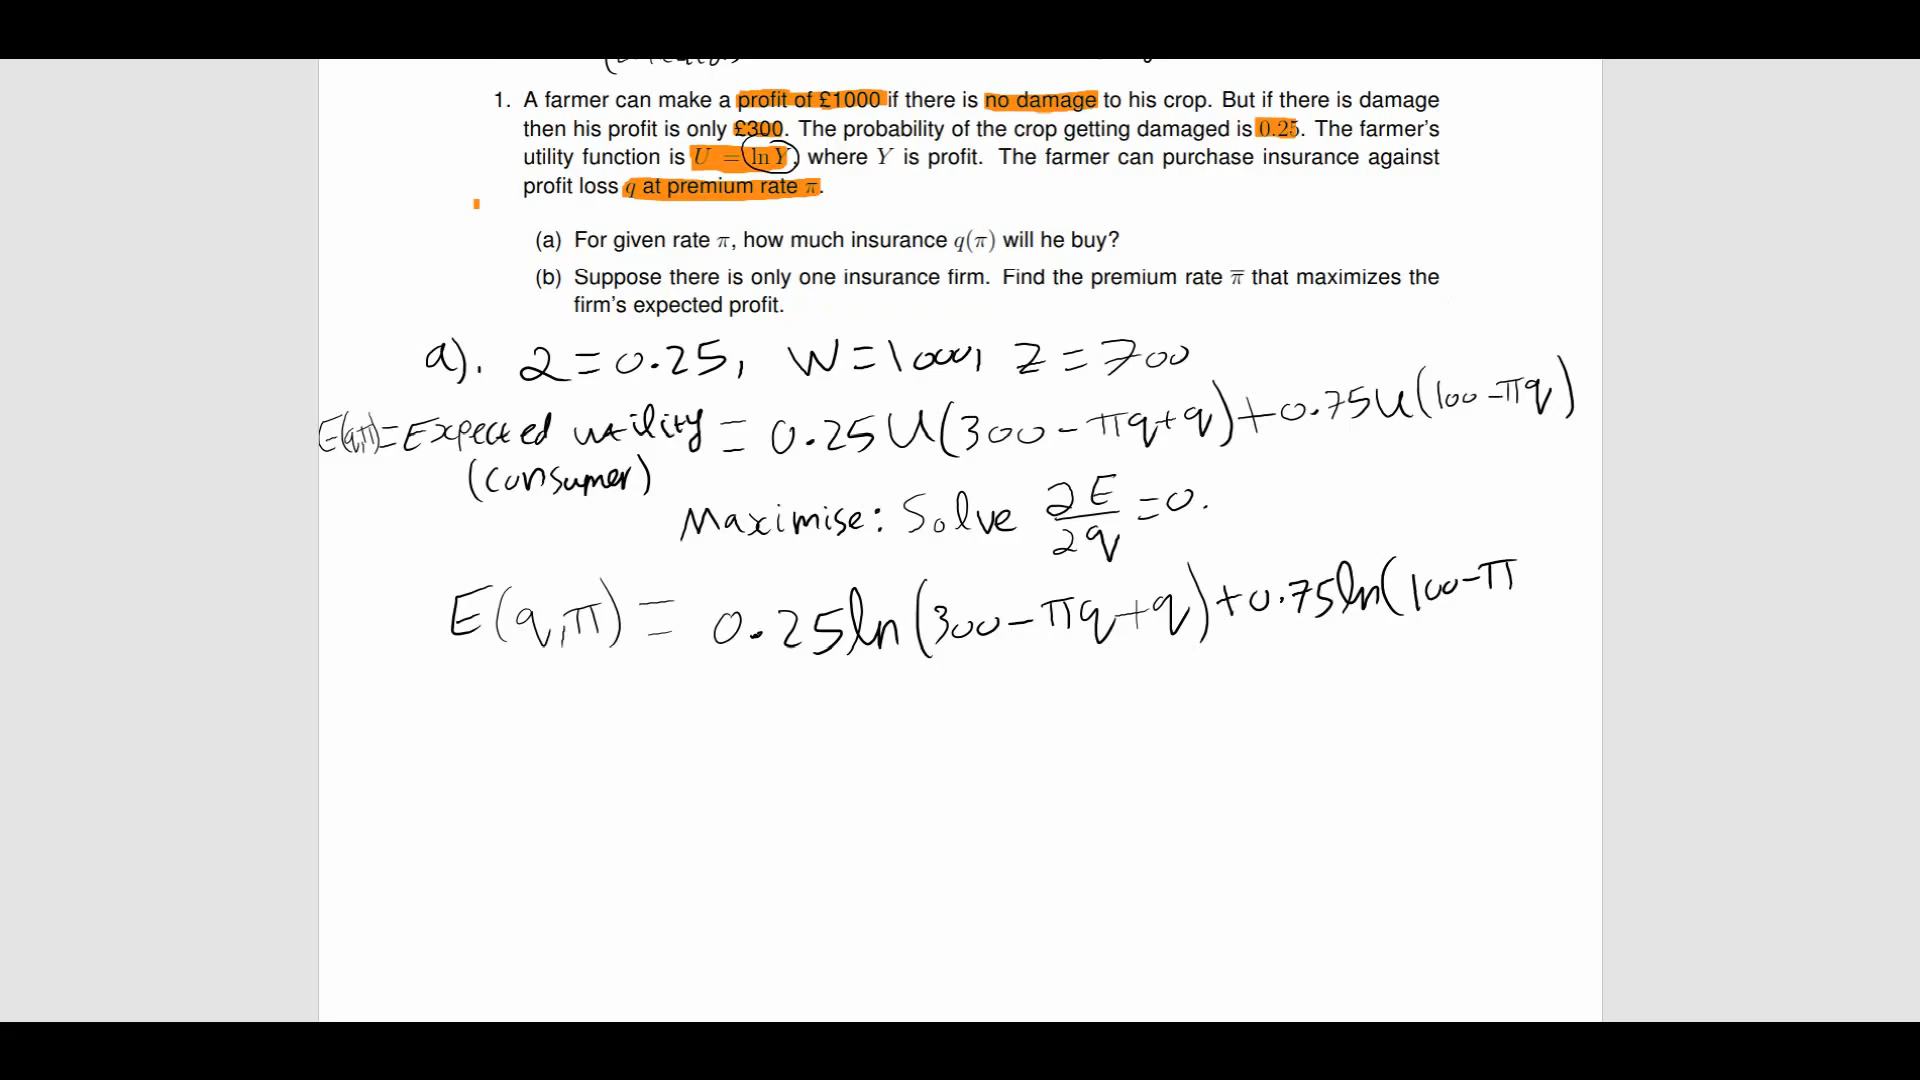 1. A farmer can make a profit of £1000 if there is no damage to his crop. But if there is damage
then his profit is only £300. The probability of the crop getting damaged is 0.25. The farmer's
utility function is U = ln Y, where Y is profit. The farmer can purchase insurance against
profit loss q at premium rate π.
(a) For given rate π, how much insurance q(π) will he buy?
(b) Suppose there is only one insurance firm. Find the premium rate π̅ that maximizes the
firm's expected profit.
a). 2 = 0.25, W = 1000, Z = 700
E(q,π) = Expected utility = 0.25U(300 - πq + q) + 0.75U(100 - πq)
(consumer)
Maximise: Solve ∂E/∂q = 0.
E(q,π) = 0.25ln(300 - πq + q) + 0.75ln(100 - π